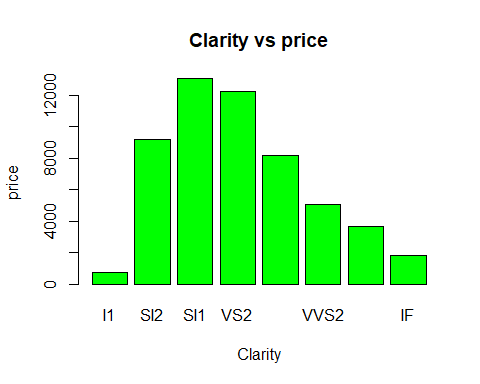 Clarity vs price
price
12000
8000
4000
0
I1 SI2 SI1 VS2 VVS2 IF
Clarity